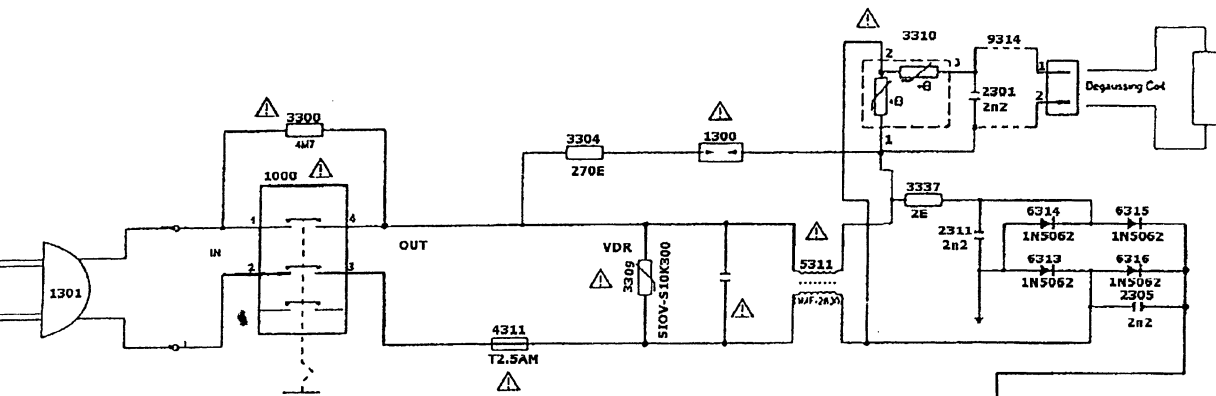 3310
9314
2
3
1
+θ
2301
2n2
+θ
2
Degaussing Coil
3300
4M7
1300
1
3304
270E
1000
3337
2E
1
4
6314
6315
1N5062
1N5062
IN
OUT
VDR
2311
2n2
2
3
3309
SIOV-S10K300
5311
6313
6316
1N5062
1N5062
1301
2305
2n2
4311
T2.5AM